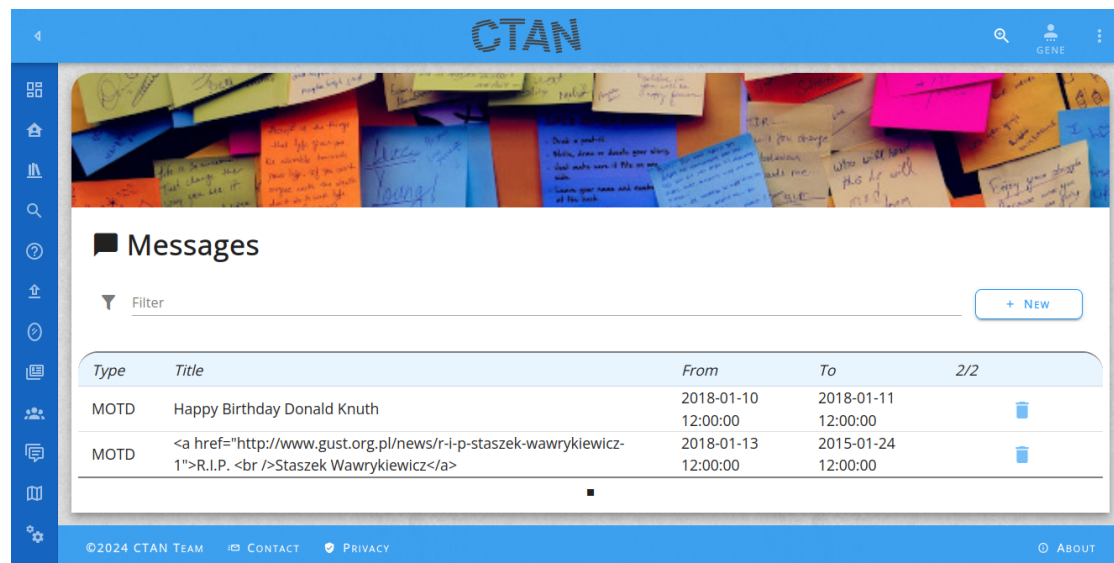 CTAN
GENE
Messages
Filter
+ New
Type Title From To 2/2
MOTD Happy Birthday Donald Knuth 2018-01-10 12:00:00 2018-01-11 12:00:00
MOTD <a href="http://www.gust.org.pl/news/r-i-p-staszek-wawrykiewicz-
1">R.I.P. <br />Staszek Wawrykiewicz</a> 2018-01-13 12:00:00 2015-01-24 12:00:00
©2024 CTAN Team Contact Privacy About